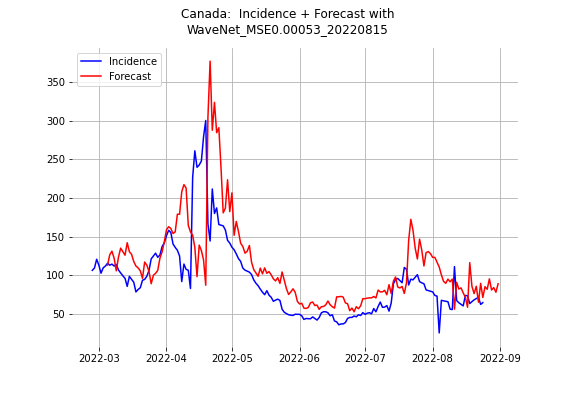 Canada:  Incidence + Forecast with
WaveNet_MSE0.00053_20220815
Incidence
Forecast
350
300
250
200
150
100
50
2022-03 2022-04 2022-05 2022-06 2022-07 2022-08 2022-09